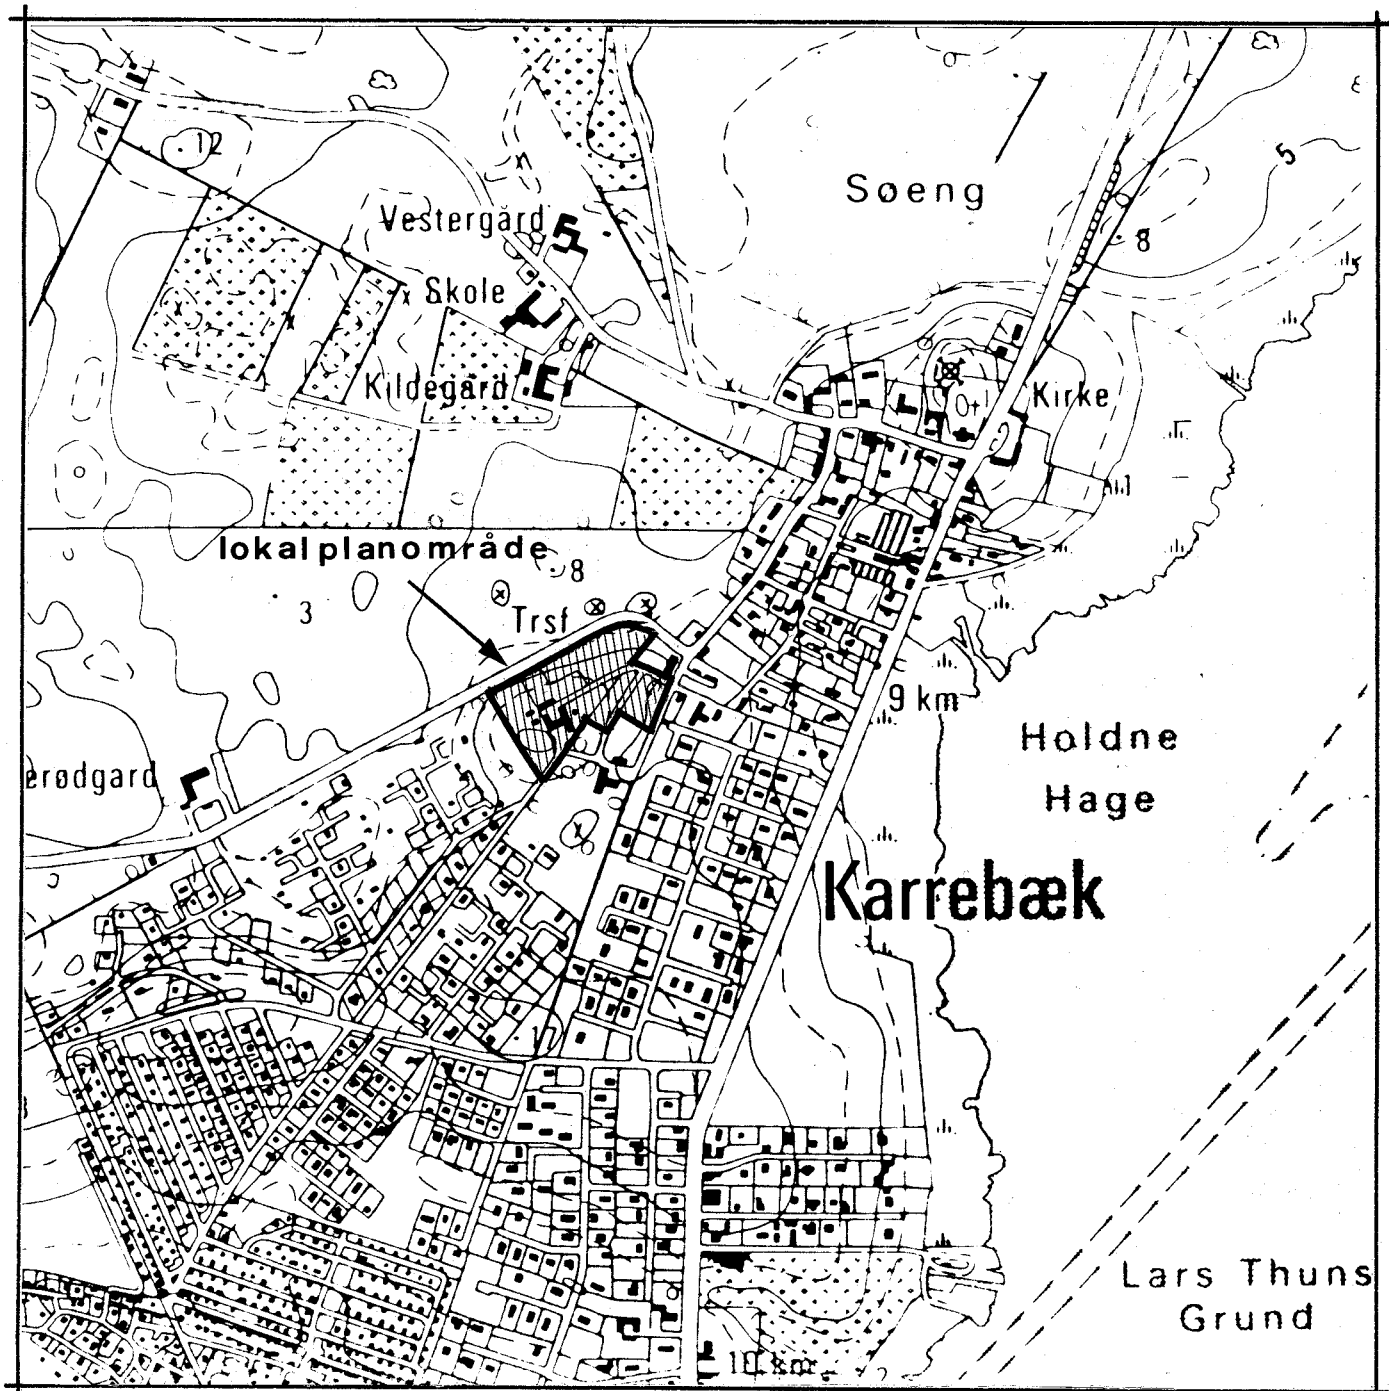 12
5
Søeng
Vestergård
8
Skole
Kildegård
Kirke
lokalplanområde
8
3
Trsf
9 km
Holdne
Hage
erødgard
Karrebæk
Lars Thuns
Grund
10 km